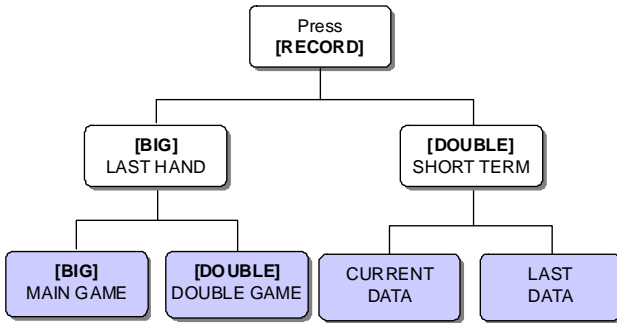 Press
[RECORD]
[BIG]
LAST HAND
[DOUBLE]
SHORT TERM
[BIG]
MAIN GAME
[DOUBLE]
DOUBLE GAME
CURRENT
DATA
LAST
DATA